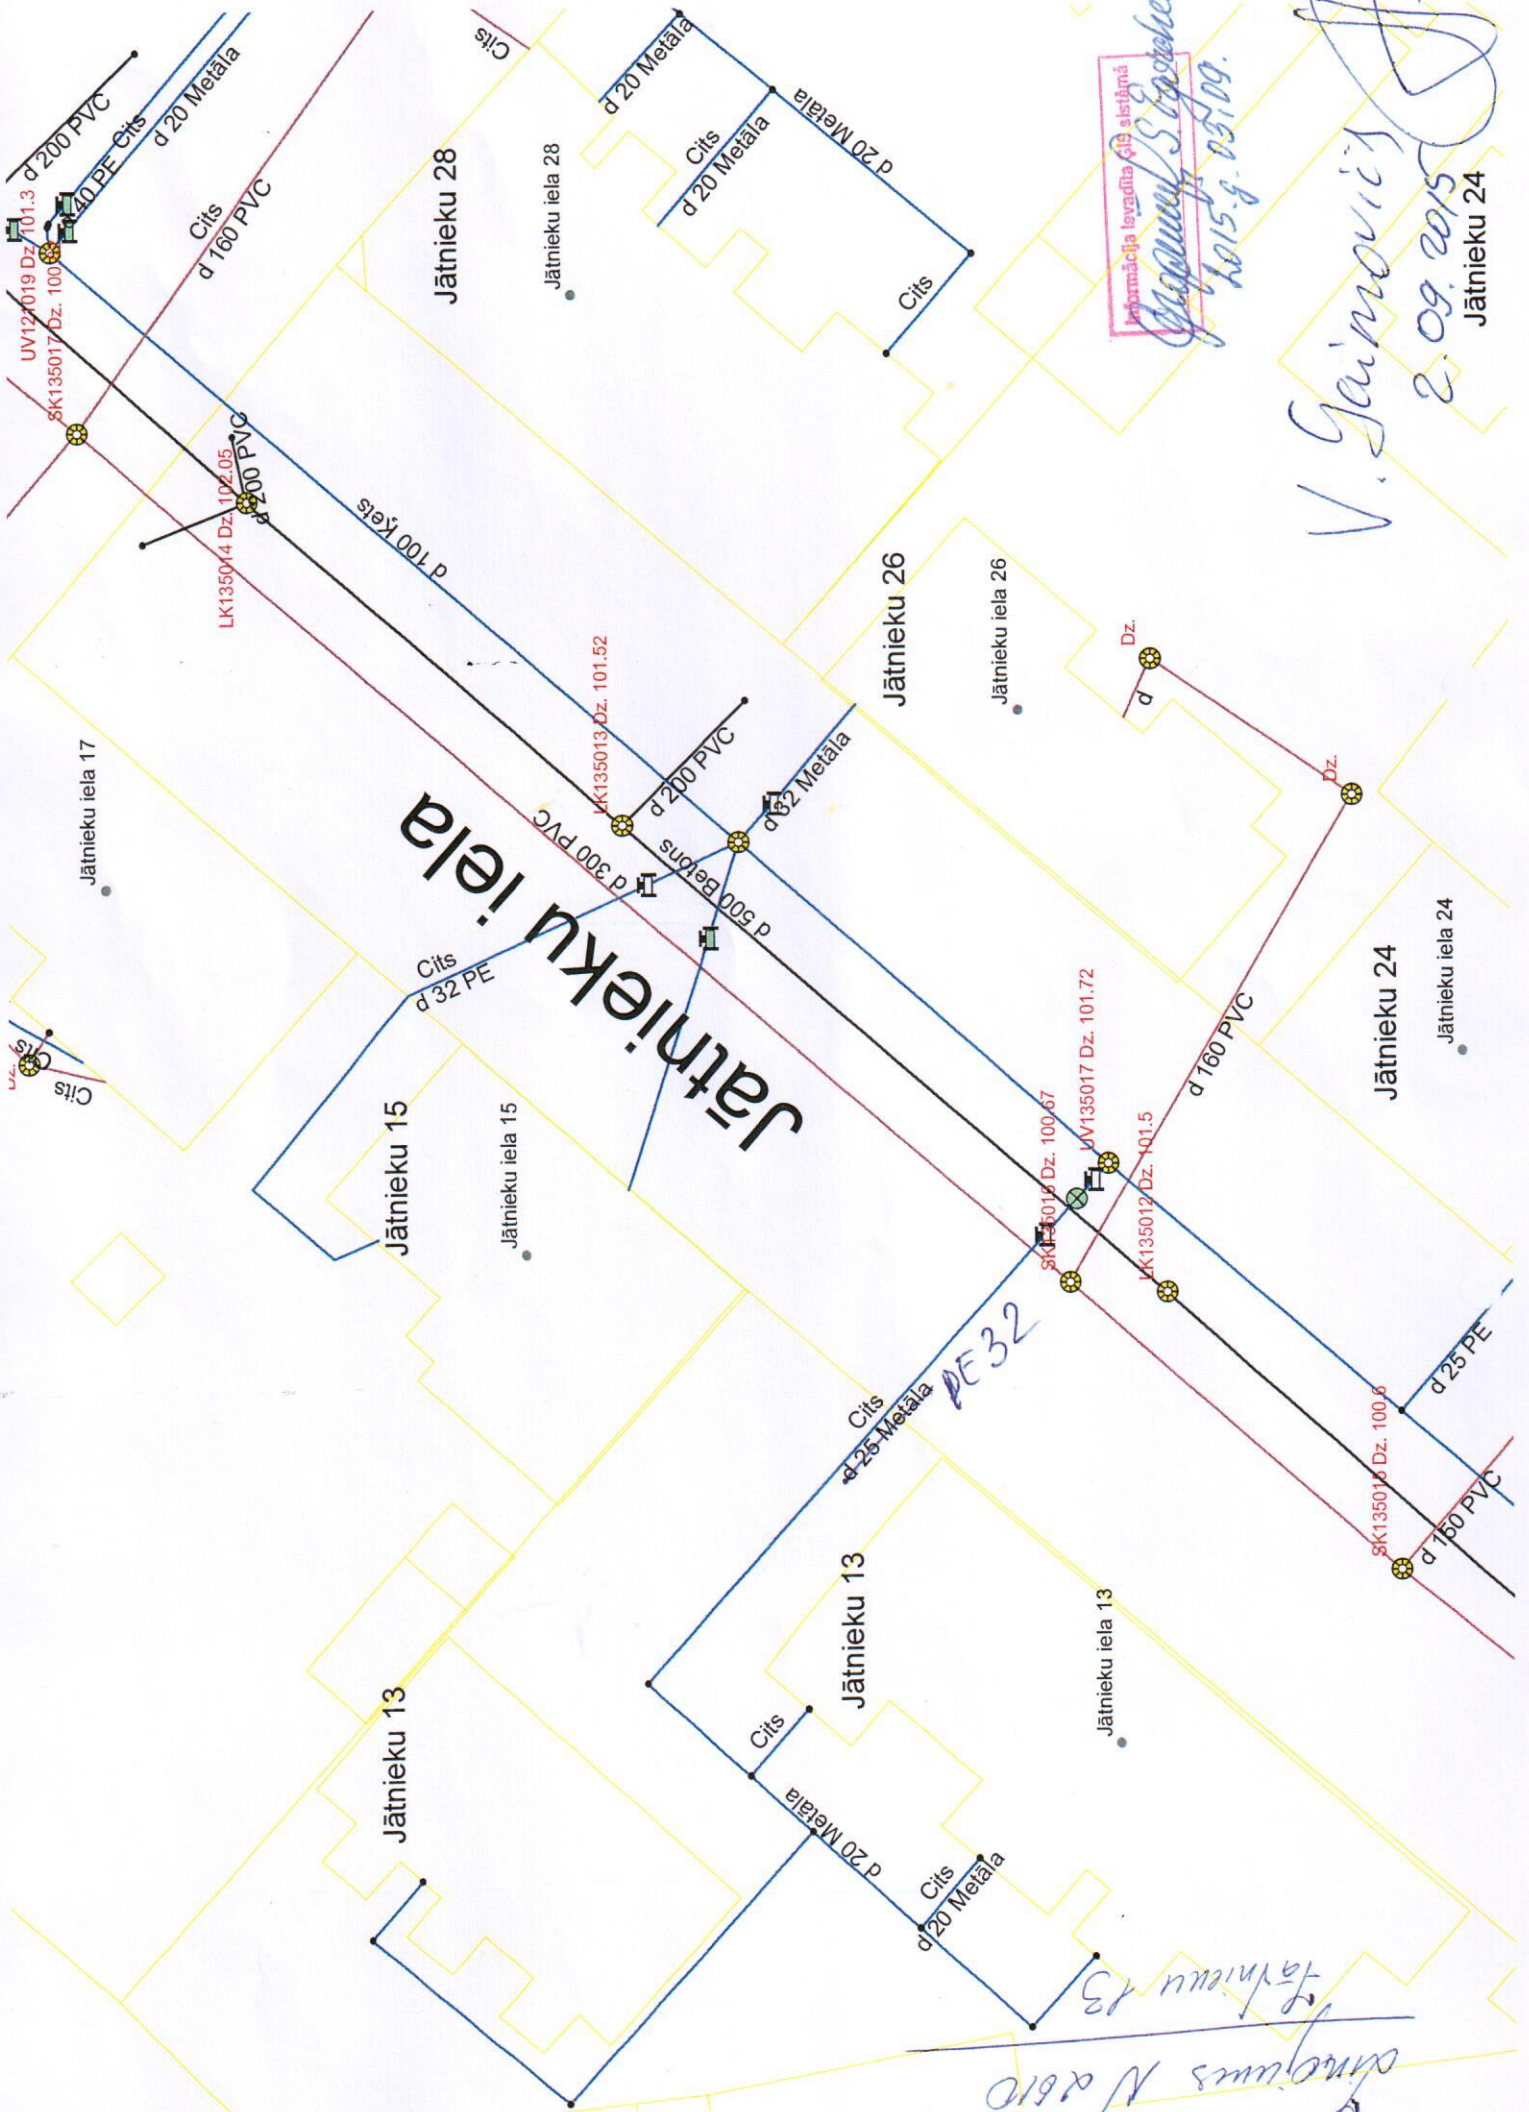 d 200 PVC
UV121019 Dz. 101.3
d 40 PE Cits
d 20 Metāla
SK135017 Dz. 100
Cits
d 160 PVC
Cits
d 20 Metāla
Cits
d 20 Metāla
d 20 Metāla
Cits
Jātnieku 28
Jātnieku iela 28
Informācija ievadīta ĢIS sistēmā
2015.g. 03.09.
V. Gaimovičs
2.09.2015
Jātnieku 24
LK135014 Dz. 102.05
d 200 PVC
d 100 Ķets
Jātnieku iela 17
LK135013 Dz. 101.52
d 200 PVC
d 300 PVC
d 500 Betons
d 32 Metāla
Jātnieku iela
Jātnieku 26
Jātnieku iela 26
Dz.
d
Dz.
Dz.
Cits
Cits
Cits
d 32 PE
Jātnieku 15
Jātnieku iela 15
SK135016 Dz. 100.67
UV135017 Dz. 101.72
LK135012 Dz. 101.5
d 160 PVC
Jātnieku 24
Jātnieku iela 24
Cits
d 25 Metāla
PE 32
d 25 PE
SK135015 Dz. 100.6
d 150 PVC
Jātnieku 13
Jātnieku 13
Jātnieku iela 13
Cits
d 20 Metāla
Cits
d 20 Metāla
Jātnieku 13
N 2610